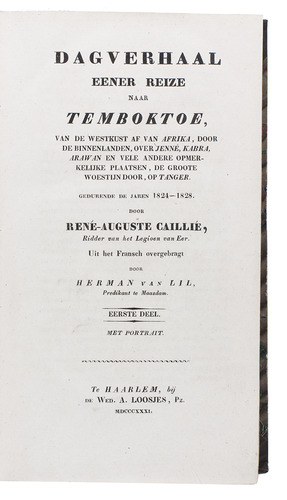 DAGVERHAAL
EENER REIZE
NAAR
TEMBOKTOE,
VAN DE WESTKUST AF VAN AFRIKA, DOOR
DE BINNENLANDEN, OVER JENNÉ, KABRA,
ARAWAN EN VELE ANDERE OPMER-
KELIJKE PLAATSEN, DE GROOTE
WOESTIJN DOOR, OP TANGER.
GEDURENDE DE JAREN 1824—1828.
DOOR
RENÉ-AUGUSTE CAILLIÉ,
Ridder van het Legioen van Eer.
Uit het Fransch overgebragt
DOOR
HERMAN VAN LIL,
Predikant te Maasdam.
EERSTE DEEL.
MET PORTRAIT.
Te HAARLEM, bij
DE WED. A. LOOSJES, Pz.
MDCCCXXXI.